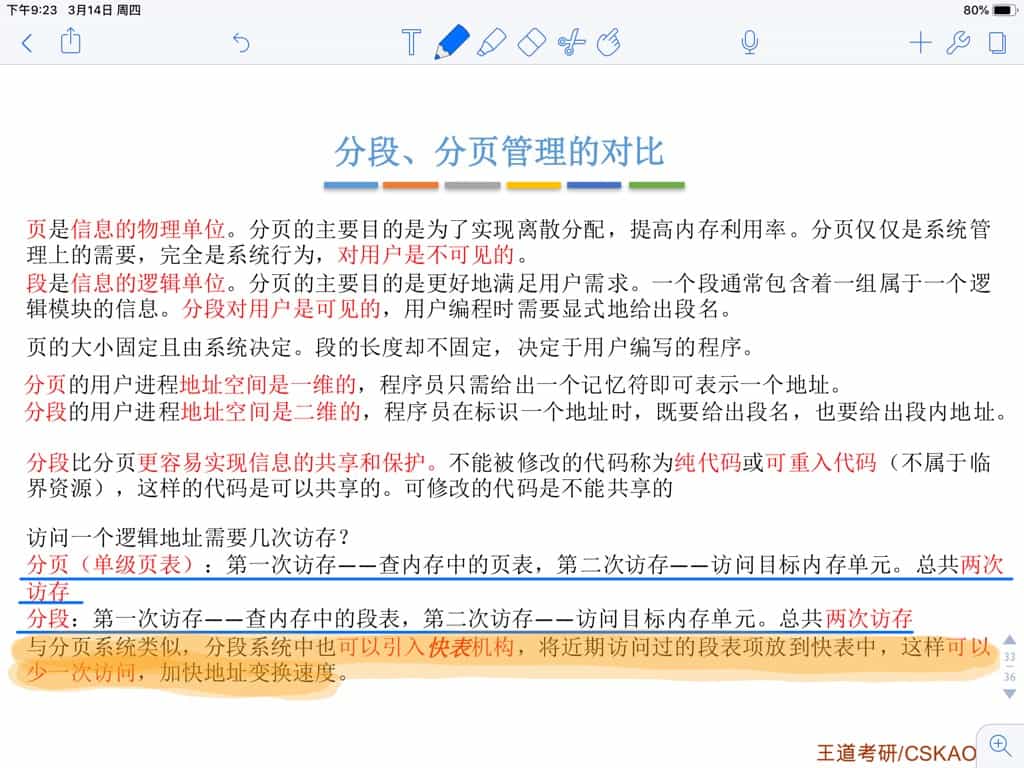 下午9:23 3月14日 周四
80%
T
分段、分页管理的对比
页是信息的物理单位。分页的主要目的是为了实现离散分配，提高内存利用率。分页仅仅是系统管
理上的需要，完全是系统行为，对用户是不可见的。
段是信息的逻辑单位。分页的主要目的是更好地满足用户需求。一个段通常包含着一组属于一个逻
辑模块的信息。分段对用户是可见的，用户编程时需要显式地给出段名。
页的大小固定且由系统决定。段的长度却不固定，决定于用户编写的程序。
分页的用户进程地址空间是一维的，程序员只需给出一个记忆符即可表示一个地址。
分段的用户进程地址空间是二维的，程序员在标识一个地址时，既要给出段名，也要给出段内地址。
分段比分页更容易实现信息的共享和保护。不能被修改的代码称为纯代码或可重入代码（不属于临
界资源），这样的代码是可以共享的。可修改的代码是不能共享的
访问一个逻辑地址需要几次访存？
分页（单级页表）：第一次访存——查内存中的页表，第二次访存——访问目标内存单元。总共两次
访存
分段：第一次访存——查内存中的段表，第二次访存——访问目标内存单元。总共两次访存
与分页系统类似，分段系统中也可以引入快表机构，将近期访问过的段表项放到快表中，这样可以
少一次访问，加快地址变换速度。
33
36
王道考研/CSKAO